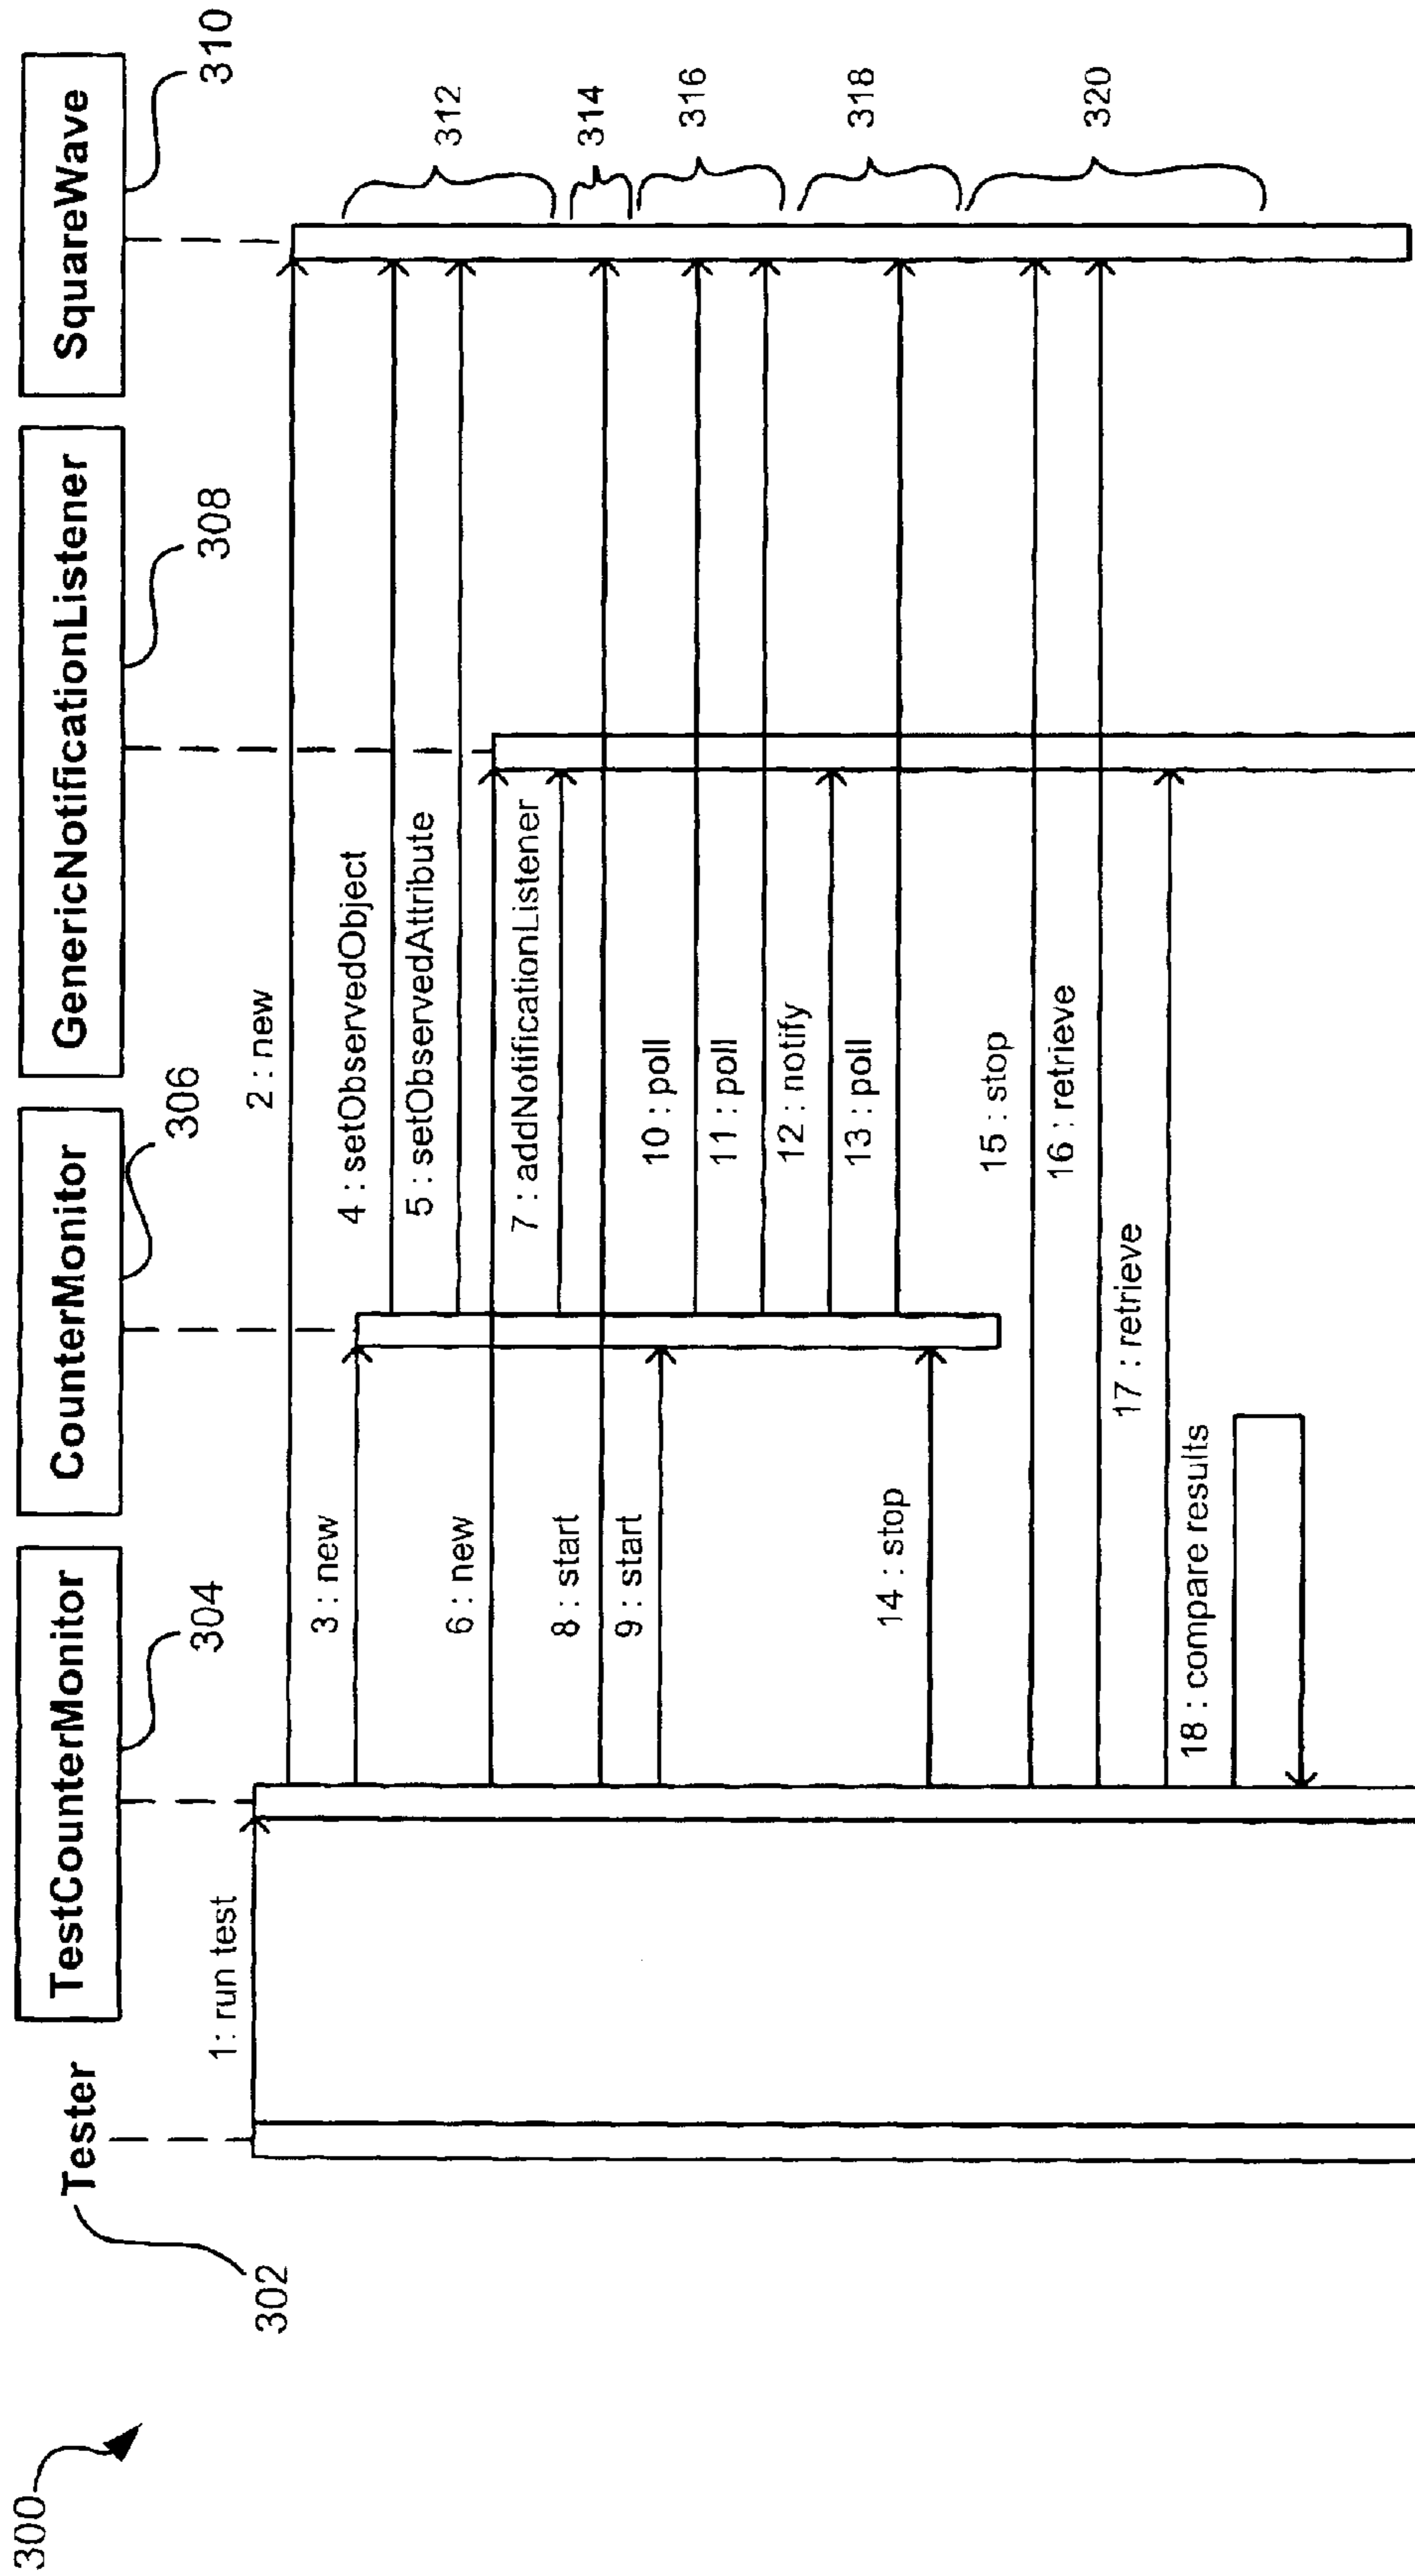 300
302
Tester
TestCounterMonitor
304
CounterMonitor
306
GenericNotificationListener
308
SquareWave
310
1: run test
2 : new
3 : new
4 : setObservedObject
5 : setObservedAttribute
6 : new
7 : addNotificationListener
8 : start
9 : start
10 : poll
11 : poll
12 : notify
13 : poll
14 : stop
15 : stop
16 : retrieve
17 : retrieve
18 : compare results
312
314
316
318
320